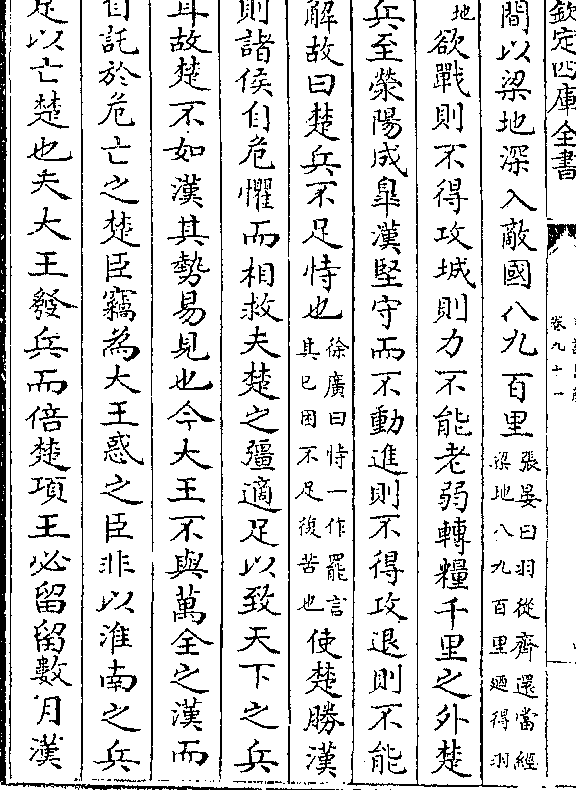 欽定四庫全書
卷九十一
間以梁地深入敵國八九百里張晏曰羽從齊還當經梁地八九百里迺得羽
地欲戰則不得攻城則力不能老弱轉糧千里之外楚
兵至滎陽成臯漢堅守而不動進則不得攻退則不能
解故曰楚兵不足恃也徐廣曰恃一作罷言其已困不足復苦也使楚勝漢
則諸侯自危懼而相救夫楚之彊適足以致天下之兵
耳故楚不如漢其勢易見也今大王不與萬全之漢而
自託於危亡之楚臣竊為大王惑之臣非以淮南之兵
足以亡楚也夫大王發兵而倍楚項王必留留數月漢